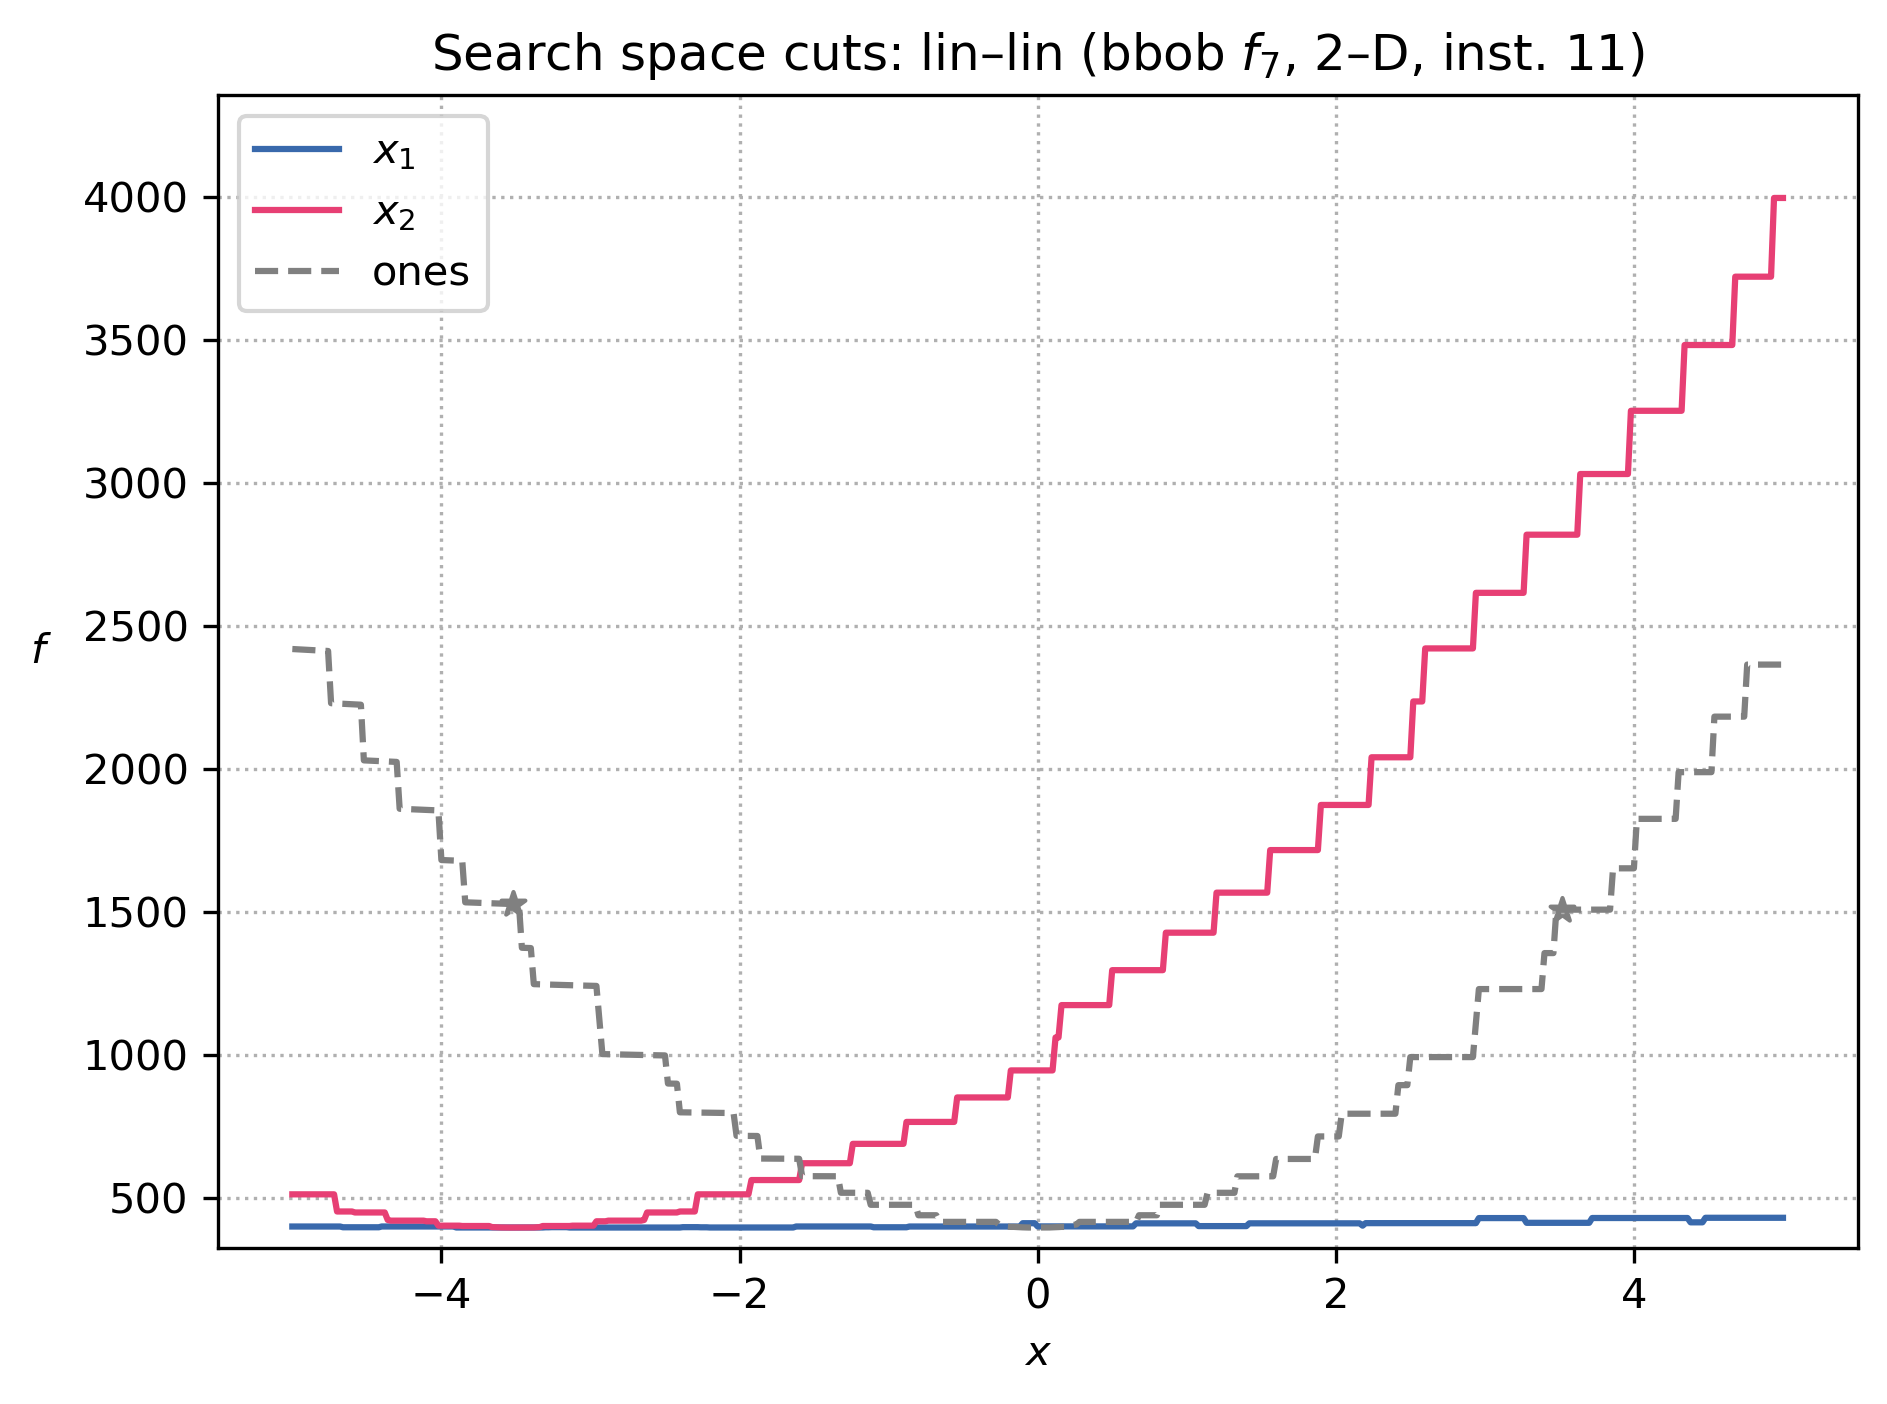 Search space cuts: lin–lin (bbob f₇, 2–D, inst. 11)
x₁
x₂
ones
4000
3500
3000
2500
2000
1500
1000
500
f
−4
−2
0
2
4
x